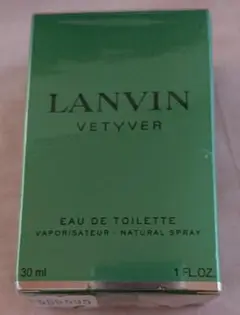 LANVIN
VETYVER
EAU DE TOILETTE
VAPORISATEUR · NATURAL SPRAY
30 ml 1 FL.OZ.